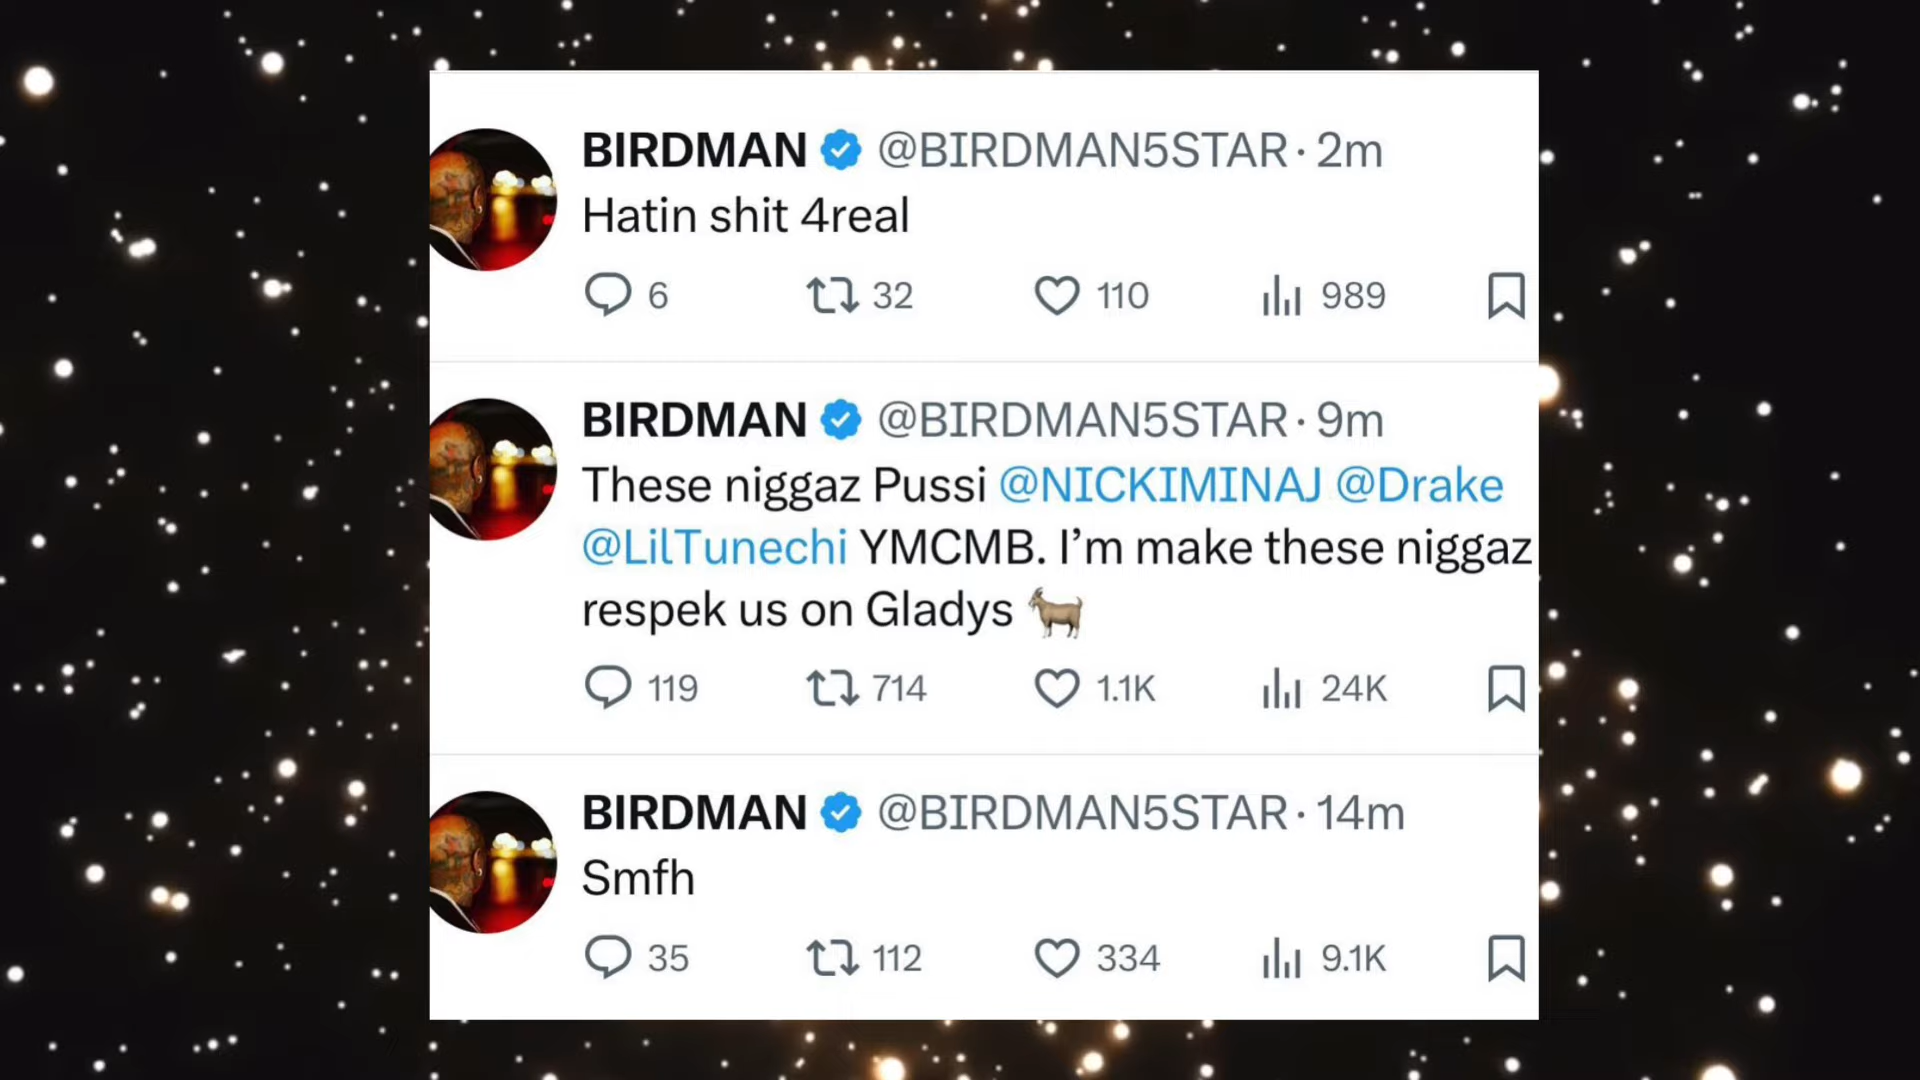 BIRDMAN @BIRDMAN5STAR · 2m
Hatin shit 4real
6 32 110 989
BIRDMAN @BIRDMAN5STAR · 9m
These niggaz Pussi @NICKIMINAJ @Drake
@LilTunechi YMCMB. I’m make these niggaz
respek us on Gladys 🐐
119 714 1.1K 24K
BIRDMAN @BIRDMAN5STAR · 14m
Smfh
35 112 334 9.1K